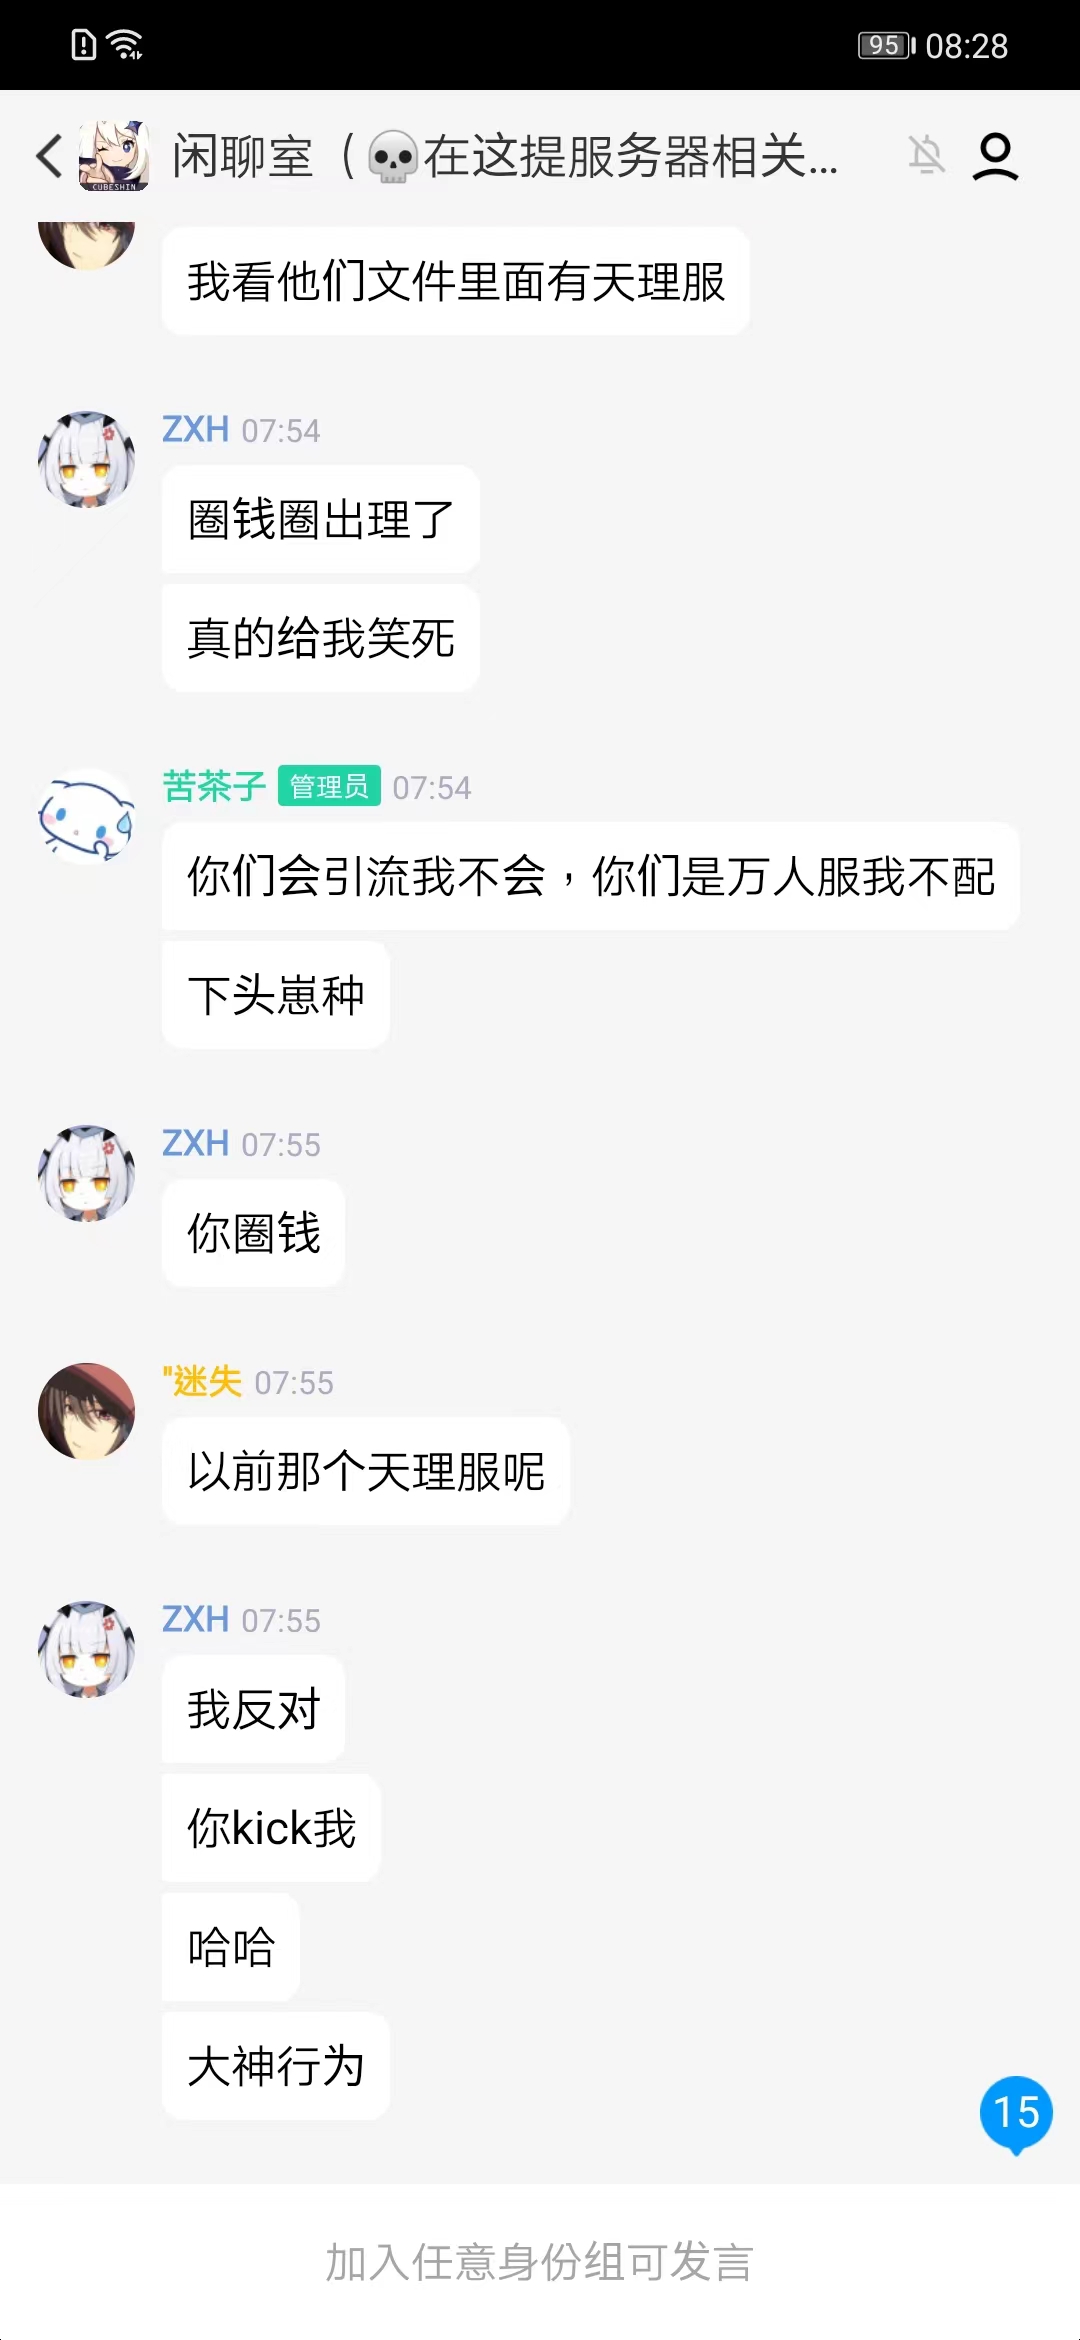 95 08:28
闲聊室（💀在这提服务器相关...
CUBESHIN
我看他们文件里面有天理服
ZXH 07:54
圈钱圈出理了
真的给我笑死
苦茶子 管理员 07:54
你们会引流我不会，你们是万人服我不配
下头崽种
ZXH 07:55
你圈钱
"迷失 07:55
以前那个天理服呢
ZXH 07:55
我反对
你kick我
哈哈
大神行为
15
加入任意身份组可发言